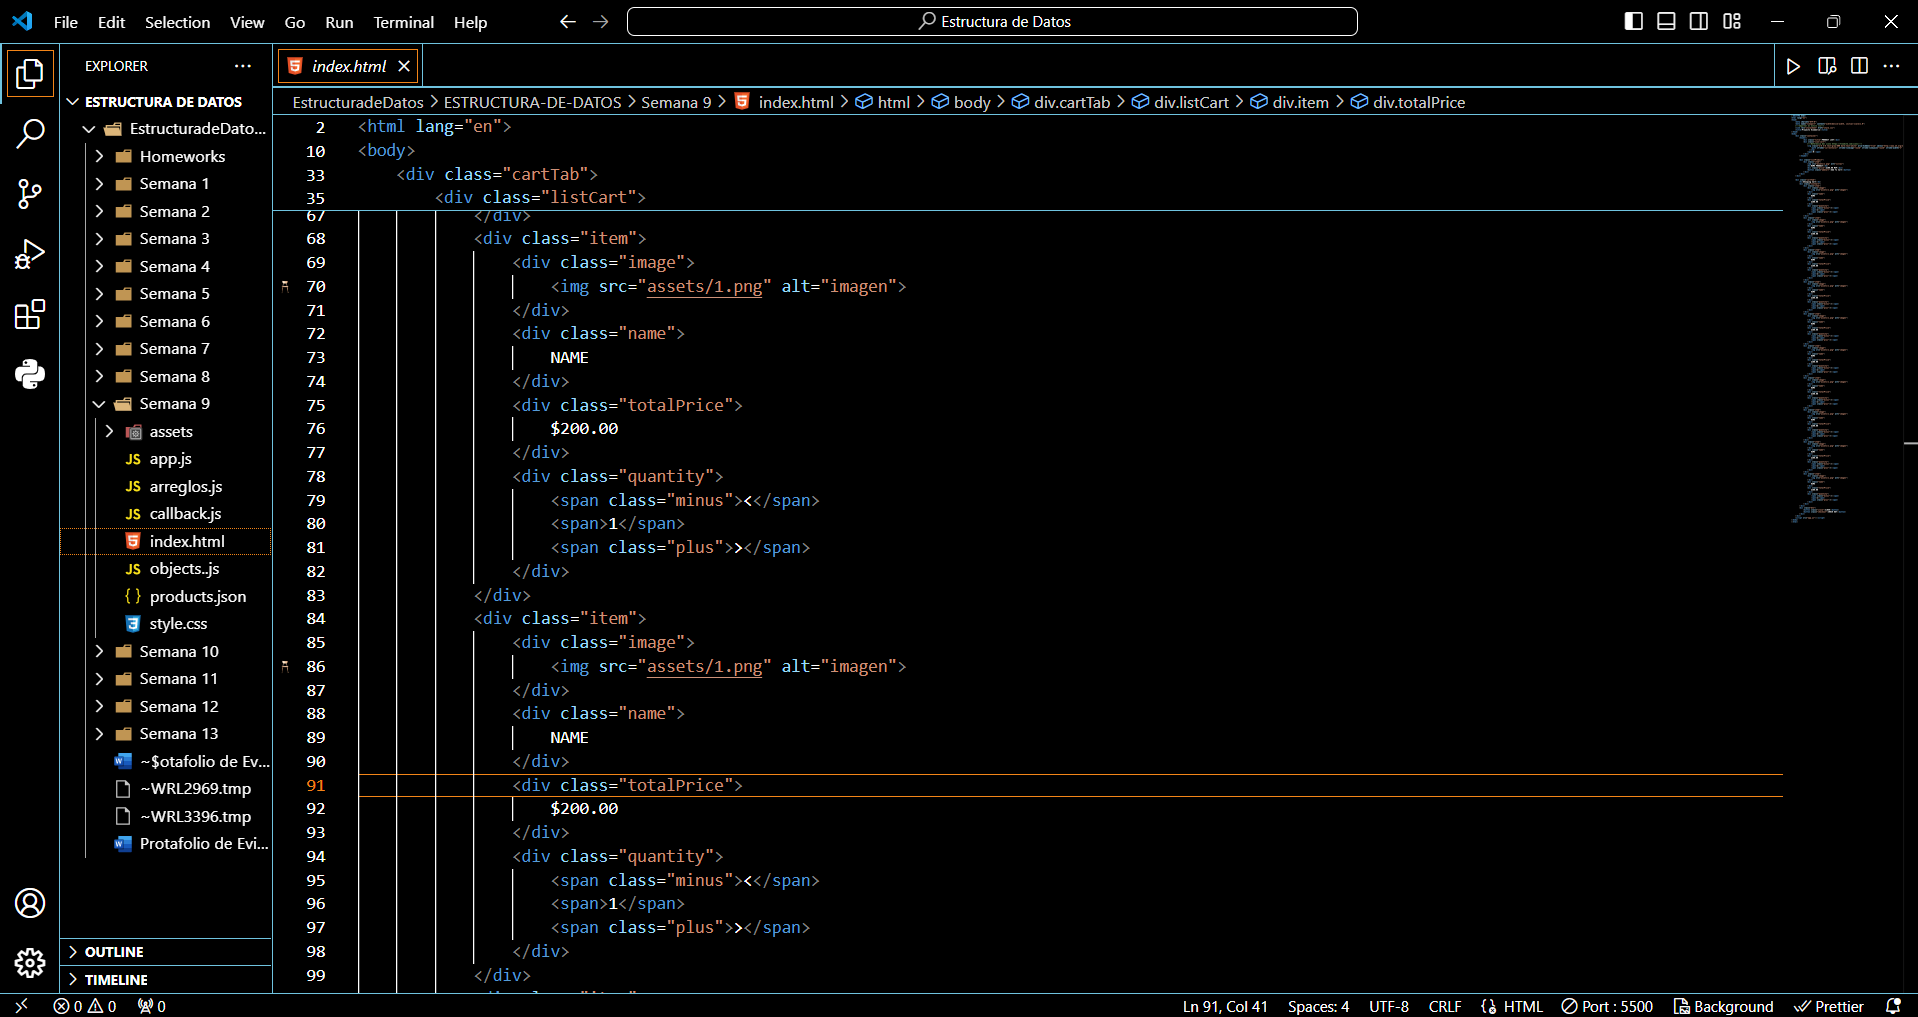 File Edit Selection View Go Run Terminal Help
Estructura de Datos
EXPLORER
ESTRUCTURA DE DATOS
EstructuradeDato...
Homeworks
Semana 1
Semana 2
Semana 3
Semana 4
Semana 5
Semana 6
Semana 7
Semana 8
Semana 9
assets
JS app.js
JS arreglos.js
JS callback.js
index.html
JS objects..js
{} products.json
style.css
Semana 10
Semana 11
Semana 12
Semana 13
~$otafolio de Ev...
~WRL2969.tmp
~WRL3396.tmp
Protafolio de Evi...
OUTLINE
TIMELINE
index.html
EstructuradeDatos > ESTRUCTURA-DE-DATOS > Semana 9 > index.html > html > body > div.cartTab > div.listCart > div.item > div.totalPrice
2 <html lang="en">
10 <body>
33 <div class="cartTab">
35 <div class="listCart">
67 </div>
68 <div class="item">
69 <div class="image">
70 <img src="assets/1.png" alt="imagen">
71 </div>
72 <div class="name">
73 NAME
74 </div>
75 <div class="totalPrice">
76 $200.00
77 </div>
78 <div class="quantity">
79 <span class="minus"><</span>
80 <span>1</span>
81 <span class="plus">></span>
82 </div>
83 </div>
84 <div class="item">
85 <div class="image">
86 <img src="assets/1.png" alt="imagen">
87 </div>
88 <div class="name">
89 NAME
90 </div>
91 <div class="totalPrice">
92 $200.00
93 </div>
94 <div class="quantity">
95 <span class="minus"><</span>
96 <span>1</span>
97 <span class="plus">></span>
98 </div>
99 </div>
0 0 0 Ln 91, Col 41 Spaces: 4 UTF-8 CRLF {} HTML Port : 5500 Background Prettier